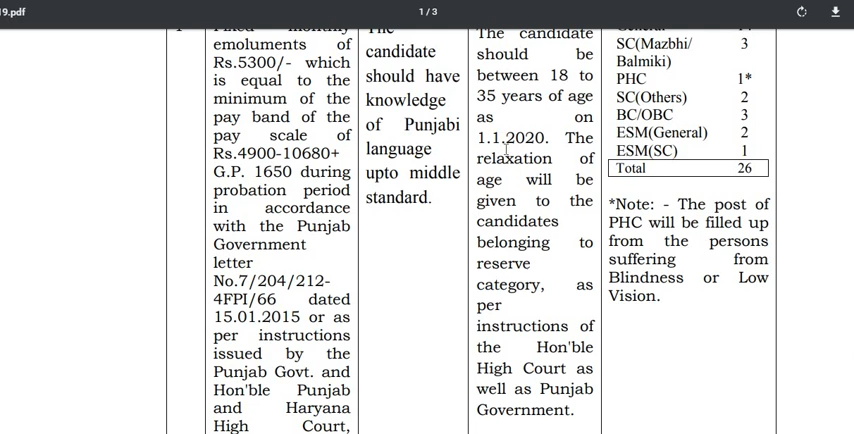 9.pdf
1 / 3
Fixed monthly
emoluments of
Rs.5300/- which
is equal to the
minimum of the
pay band of the
pay scale of
Rs.4900-10680+
G.P. 1650 during
probation period
in accordance
with the Punjab
Government
letter
No.7/204/212-
4FPI/66 dated
15.01.2015 or as
per instructions
issued by the
Punjab Govt. and
Hon'ble Punjab
and Haryana
High Court,
The
candidate
should have
knowledge
of Punjabi
language
upto middle
standard.
The candidate
should be
between 18 to
35 years of age
as on
1.1.2020. The
relaxation of
age will be
given to the
candidates
belonging to
reserve
category, as
per
instructions of
the Hon'ble
High Court as
well as Punjab
Government.
General
SC(Mazbhi/ 3
Balmiki)
PHC 1*
SC(Others) 2
BC/OBC 3
ESM(General) 2
ESM(SC) 1
Total 26
*Note: - The post of
PHC will be filled up
from the persons
suffering from
Blindness or Low
Vision.